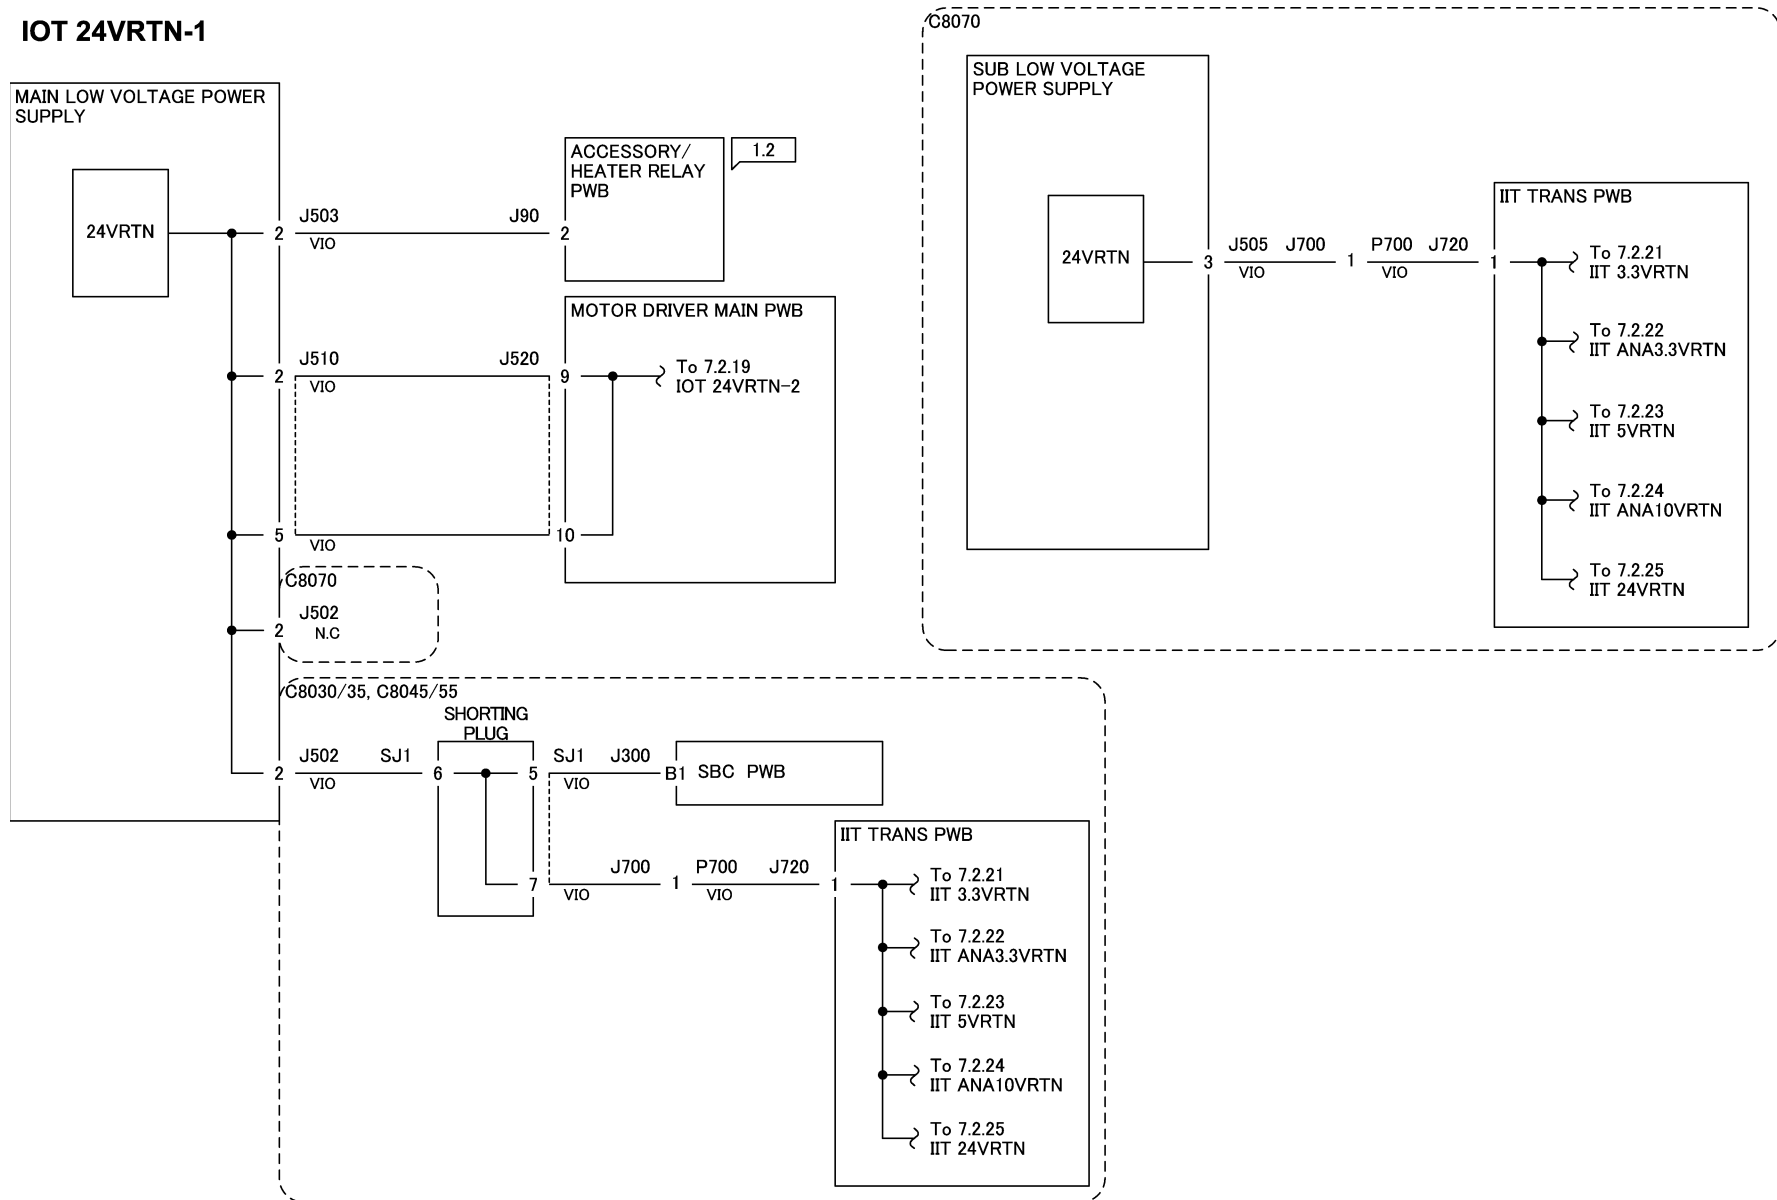 IOT 24VRTN-1
MAIN LOW VOLTAGE POWER
SUPPLY
24VRTN
2
J503
VIO
J90
2
ACCESSORY/
HEATER RELAY
PWB
1.2
2
J510
VIO
J520
9
MOTOR DRIVER MAIN PWB
To 7.2.19
IOT 24VRTN-2
5
VIO
10
C8070
J502
2
N.C
C8030/35, C8045/55
SHORTING
PLUG
2
J502
VIO
SJ1
6
5
SJ1
VIO
J300
B1
SBC PWB
7
VIO
J700
1
P700
VIO
J720
1
IIT TRANS PWB
To 7.2.21
IIT 3.3VRTN
To 7.2.22
IIT ANA3.3VRTN
To 7.2.23
IIT 5VRTN
To 7.2.24
IIT ANA10VRTN
To 7.2.25
IIT 24VRTN
C8070
SUB LOW VOLTAGE
POWER SUPPLY
24VRTN
3
J505
VIO
J700
1
P700
VIO
J720
1
IIT TRANS PWB
To 7.2.21
IIT 3.3VRTN
To 7.2.22
IIT ANA3.3VRTN
To 7.2.23
IIT 5VRTN
To 7.2.24
IIT ANA10VRTN
To 7.2.25
IIT 24VRTN